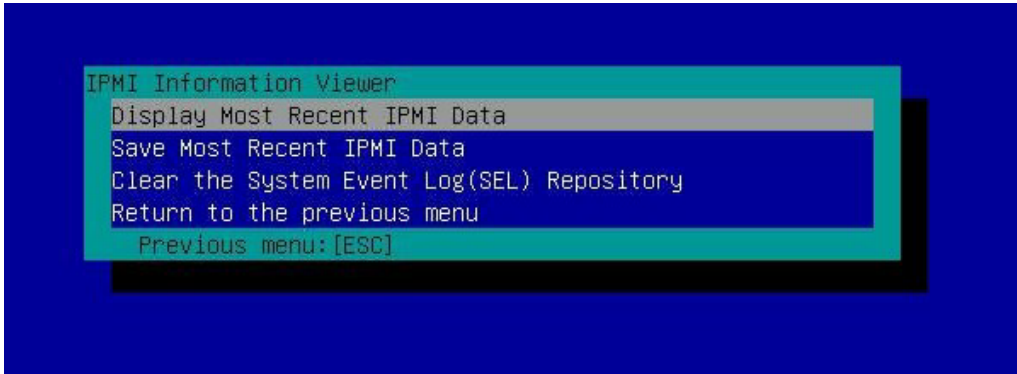 IPMI Information Viewer
Display Most Recent IPMI Data
Save Most Recent IPMI Data
Clear the System Event Log(SEL) Repository
Return to the previous menu
Previous menu:[ESC]